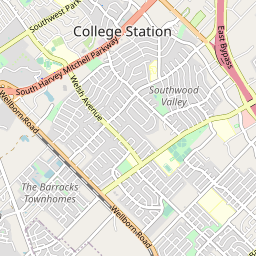 Southwest Park
College Station
South Harvey Mitchell Parkway
East Bypass
Welsh Avenue
Southwood
Valley
Wellborn Road
The Barracks
Townhomes
Wellborn Road